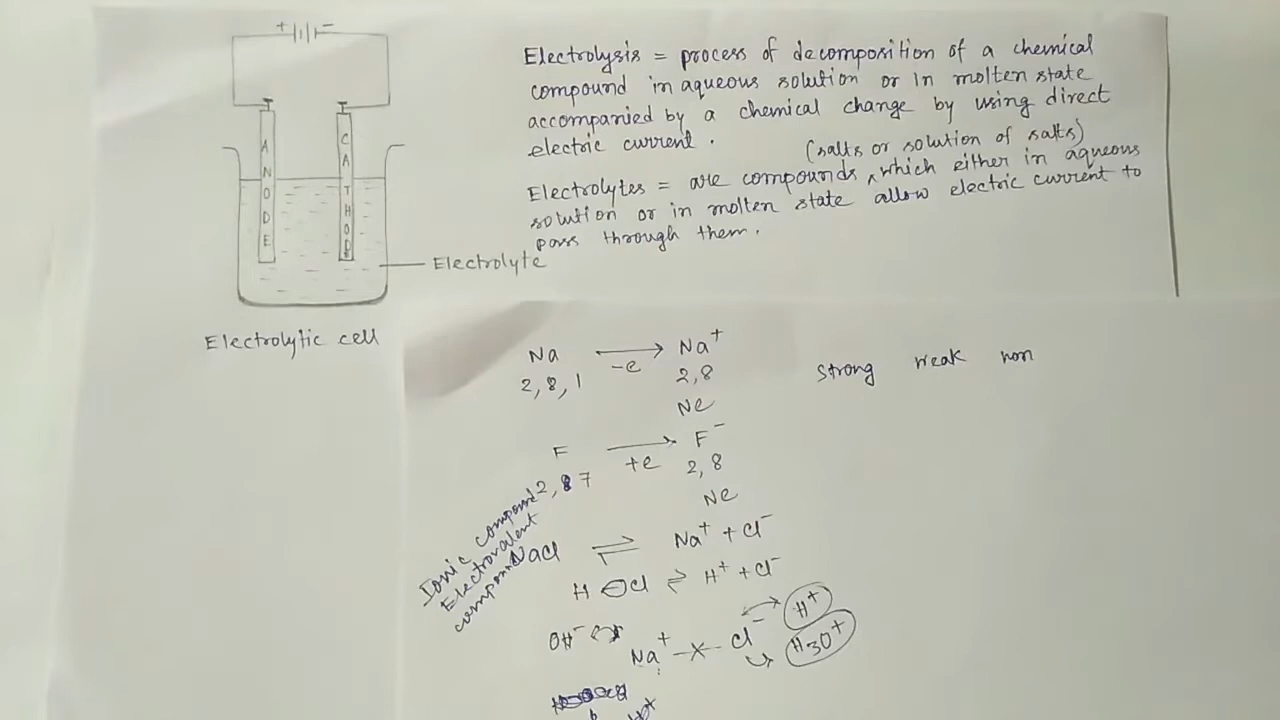 + −
ANODE
CATHODE
Electrolyte
Electrolytic cell
Electrolysis = process of decomposition of a chemical
compound in aqueous solution or in molten state
accompanied by a chemical change by using direct
electric current.
(salts or solution of salts)
Electrolytes = are compounds ^ which either in aqueous
solution or in molten state allow electric current to
pass through them.
Na —−e→ Na⁺
2, 8, 1 2, 8
Ne
strong weak non
F —+e→ F⁻
2, 8 7 2, 8
Ne
Ionic compound
Electrovalent
compound
NaCl ⇌ Na⁺ + Cl⁻
H Cl ⇌ H⁺ + Cl⁻
OH⁻ Na⁺ —X— Cl⁻ H⁺
H3O⁺